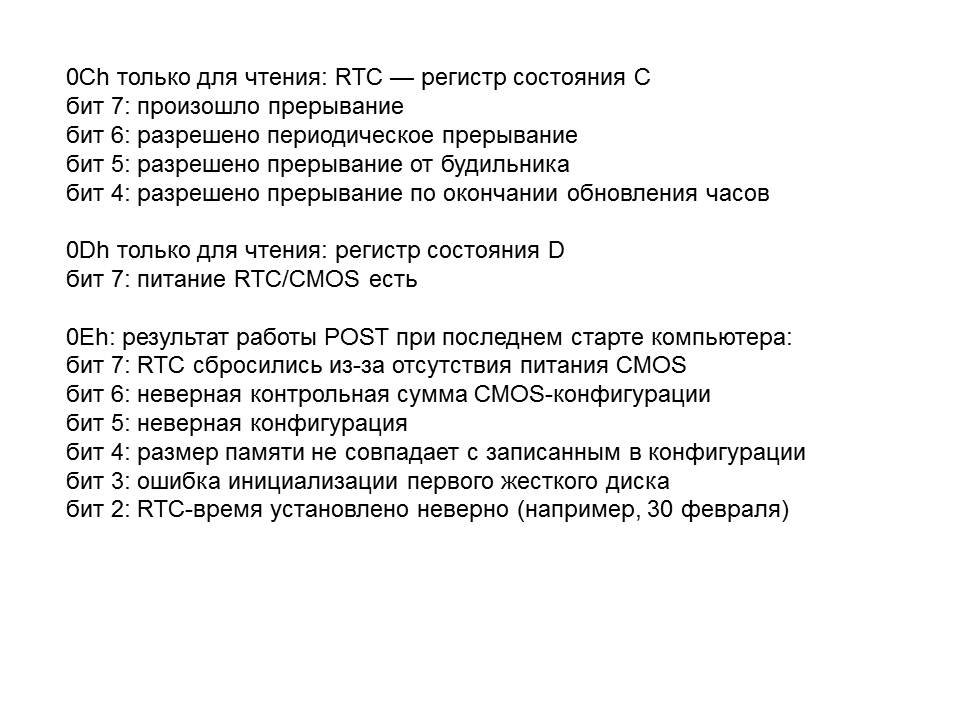 0Ch только для чтения: RTC — регистр состояния C
бит 7: произошло прерывание
бит 6: разрешено периодическое прерывание
бит 5: разрешено прерывание от будильника
бит 4: разрешено прерывание по окончании обновления часов
0Dh только для чтения: регистр состояния D
бит 7: питание RTC/CMOS есть
0Eh: результат работы POST при последнем старте компьютера:
бит 7: RTC сбросились из-за отсутствия питания CMOS
бит 6: неверная контрольная сумма CMOS-конфигурации
бит 5: неверная конфигурация
бит 4: размер памяти не совпадает с записанным в конфигурации
бит 3: ошибка инициализации первого жесткого диска
бит 2: RTC-время установлено неверно (например, 30 февраля)